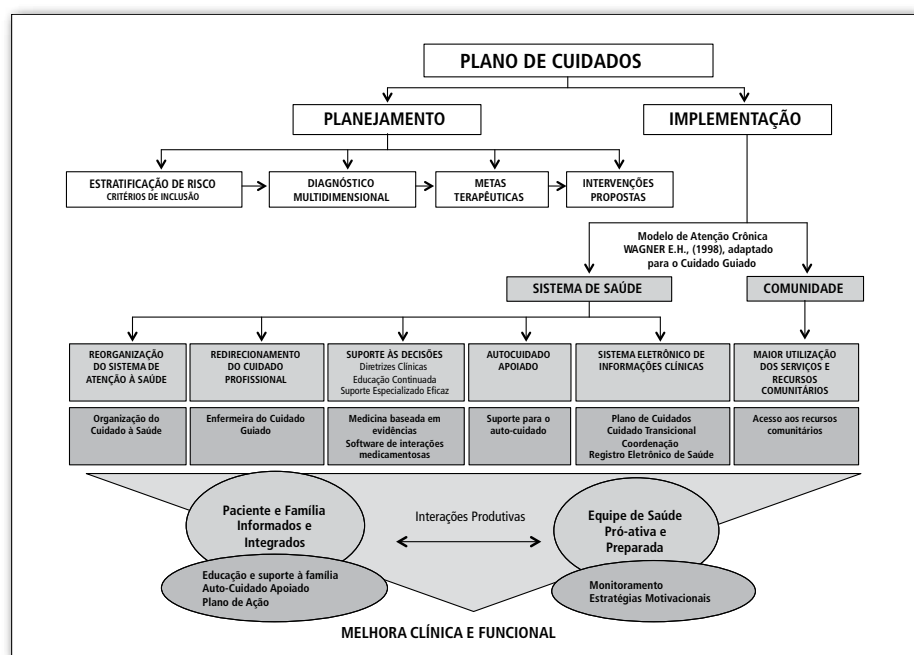 PLANO DE CUIDADOS
PLANEJAMENTO
IMPLEMENTAÇÃO
ESTRATIFICAÇÃO DE RISCO
CRITÉRIOS DE INCLUSÃO
DIAGNÓSTICO
MULTIDIMENSIONAL
METAS
TERAPÊUTICAS
INTERVENÇÕES
PROPOSTAS
Modelo de Atenção Crônica
WAGNER E.H., (1998), adaptado
para o Cuidado Guiado
SISTEMA DE SAÚDE
COMUNIDADE
REORGANIZAÇÃO
DO SISTEMA DE
ATENÇÃO À SAÚDE
REDIRECIONAMENTO
DO CUIDADO
PROFISSIONAL
SUPORTE ÀS DECISÕES
Diretrizes Clínicas
Educação Continuada
Suporte Especializado Eficaz
AUTOCUIDADO
APOIADO
SISTEMA ELETRÔNICO DE
INFORMAÇÕES CLÍNICAS
MAIOR UTILIZAÇÃO
DOS SERVIÇOS E
RECURSOS
COMUNITÁRIOS
Organização do
Cuidado à Saúde
Enfermeira do Cuidado
Guiado
Medicina baseada em
evidências
Software de interações
medicamentosas
Suporte para o
auto-cuidado
Plano de Cuidados
Cuidado Transicional
Coordenação
Registro Eletrônico de Saúde
Acesso aos recursos
comunitários
Paciente e Família
Informados e
Integrados
Interações Produtivas
Equipe de Saúde
Pró-ativa e
Preparada
Educação e suporte à família
Auto-Cuidado Apoiado
Plano de Ação
Monitoramento
Estratégias Motivacionais
MELHORA CLÍNICA E FUNCIONAL